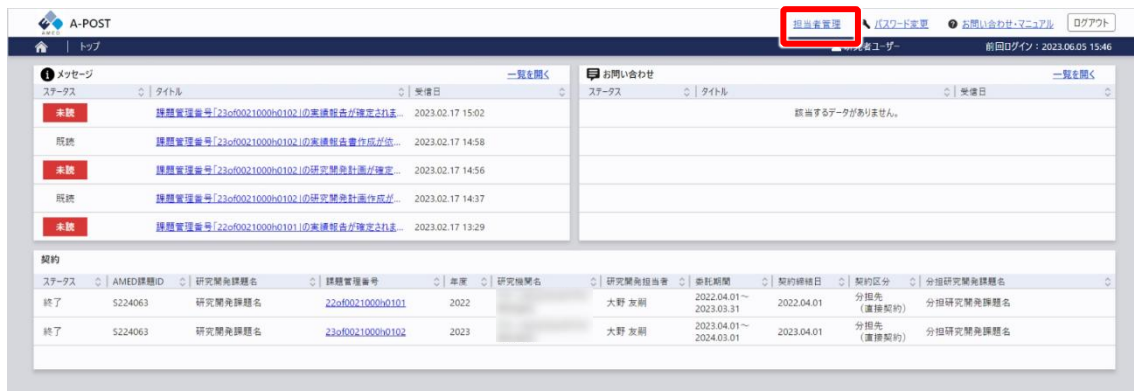 AMED
A-POST
担当者管理
パスワード変更
お問い合わせ・マニュアル
ログアウト
トップ
者ユーザー
前回ログイン：2023.06.05 15:46
メッセージ 一覧を開く
ステータス タイトル 受信日
未読 課題管理番号「23of0021000h0102」の実績報告が確定されま... 2023.02.17 15:02
既読 課題管理番号「23of0021000h0102」の実績報告書作成が依... 2023.02.17 14:58
未読 課題管理番号「23of0021000h0102」の研究開発計画が確定... 2023.02.17 14:56
既読 課題管理番号「23of0021000h0102」の研究開発計画作成が... 2023.02.17 14:37
未読 課題管理番号「22of0021000h0101」の実績報告が確定されま... 2023.02.17 13:29
お問い合わせ 一覧を開く
ステータス タイトル 受信日
該当するデータがありません。
契約
ステータス AMED課題ID 研究開発課題名 課題管理番号 年度 研究機関名 研究開発担当者 委託期間 契約締結日 契約区分 分担研究開発課題名
終了 S224063 研究開発課題名 22of0021000h0101 2022 大野 友嗣 2022.04.01～2023.03.31 2022.04.01 分担先（直接契約） 分担研究開発課題名
終了 S224063 研究開発課題名 23of0021000h0102 2023 大野 友嗣 2023.04.01～2024.03.01 2023.04.01 分担先（直接契約） 分担研究開発課題名